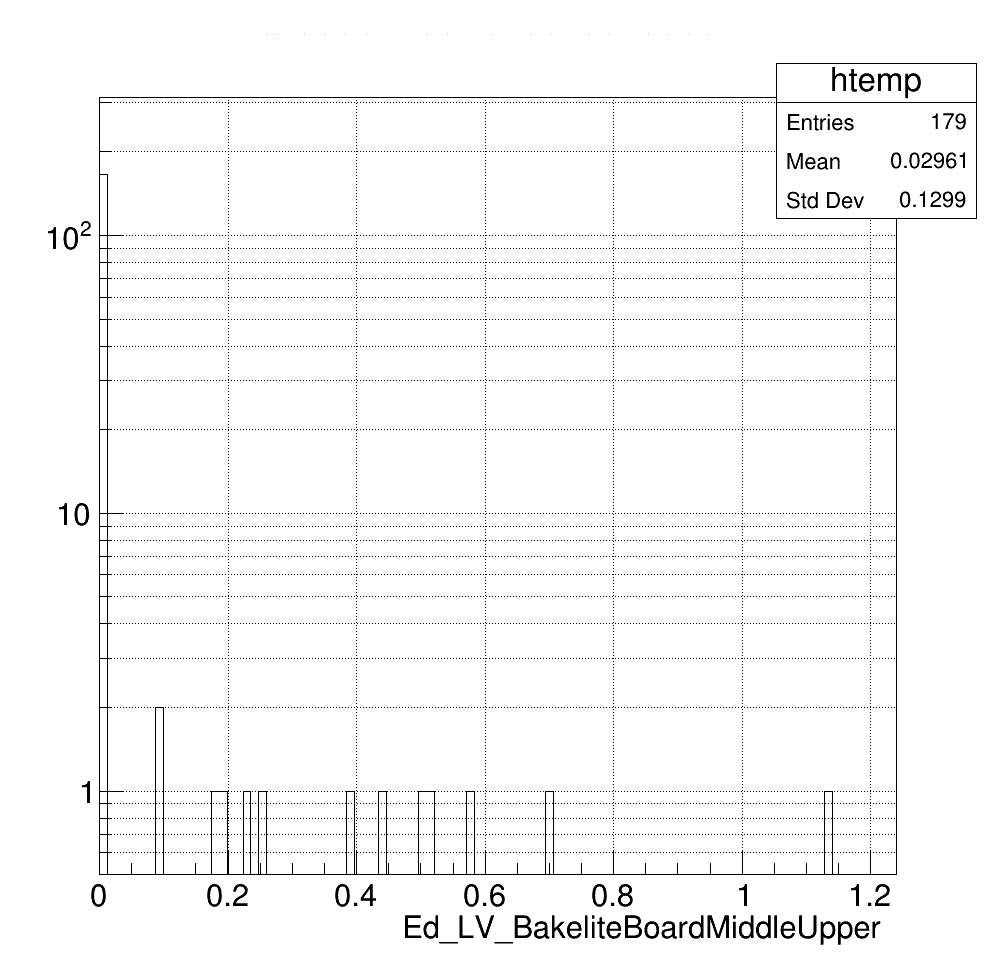 htemp
Entries 179
Mean 0.02961
Std Dev 0.1299
10²
10
1
0 0.2 0.4 0.6 0.8 1 1.2
Ed_LV_BakeliteBoardMiddleUpper